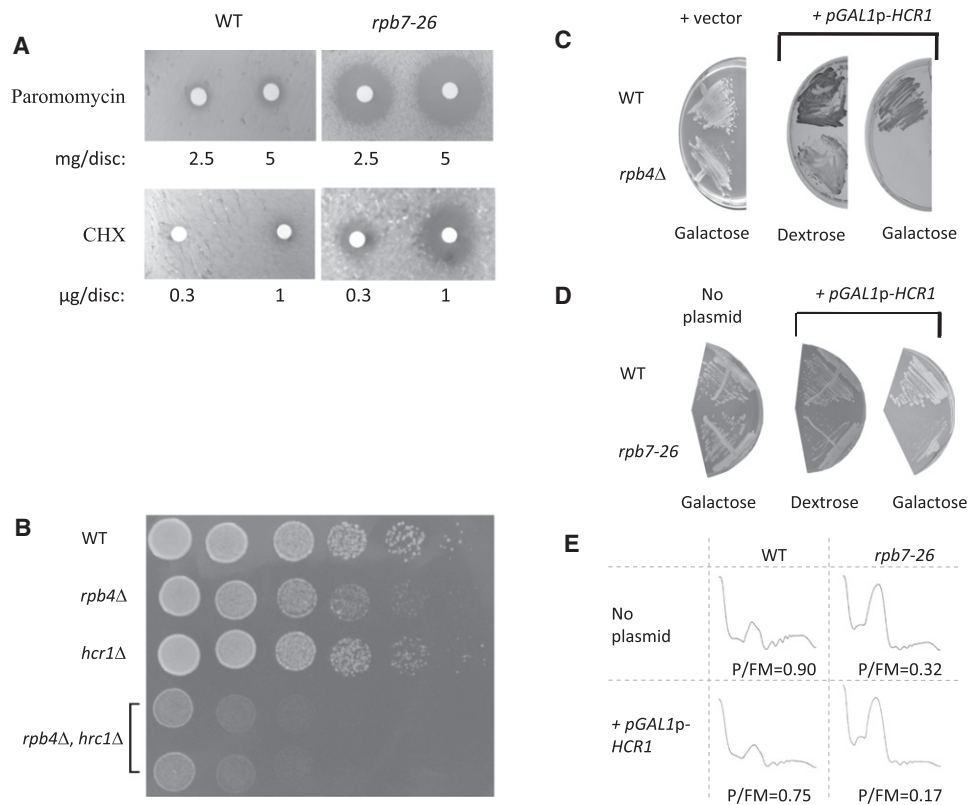 A
WT
rpb7-26
Paromomycin
mg/disc:
2.5
5
2.5
5
CHX
µg/disc:
0.3
1
0.3
1
B
WT
rpb4Δ
hcr1Δ
rpb4Δ, hrc1Δ
C
+ vector
+ pGAL1p-HCR1
WT
rpb4Δ
Galactose
Dextrose
Galactose
D
No
plasmid
+ pGAL1p-HCR1
WT
rpb7-26
Galactose
Dextrose
Galactose
E
WT
rpb7-26
No
plasmid
P/FM=0.90
P/FM=0.32
+ pGAL1p-
HCR1
P/FM=0.75
P/FM=0.17